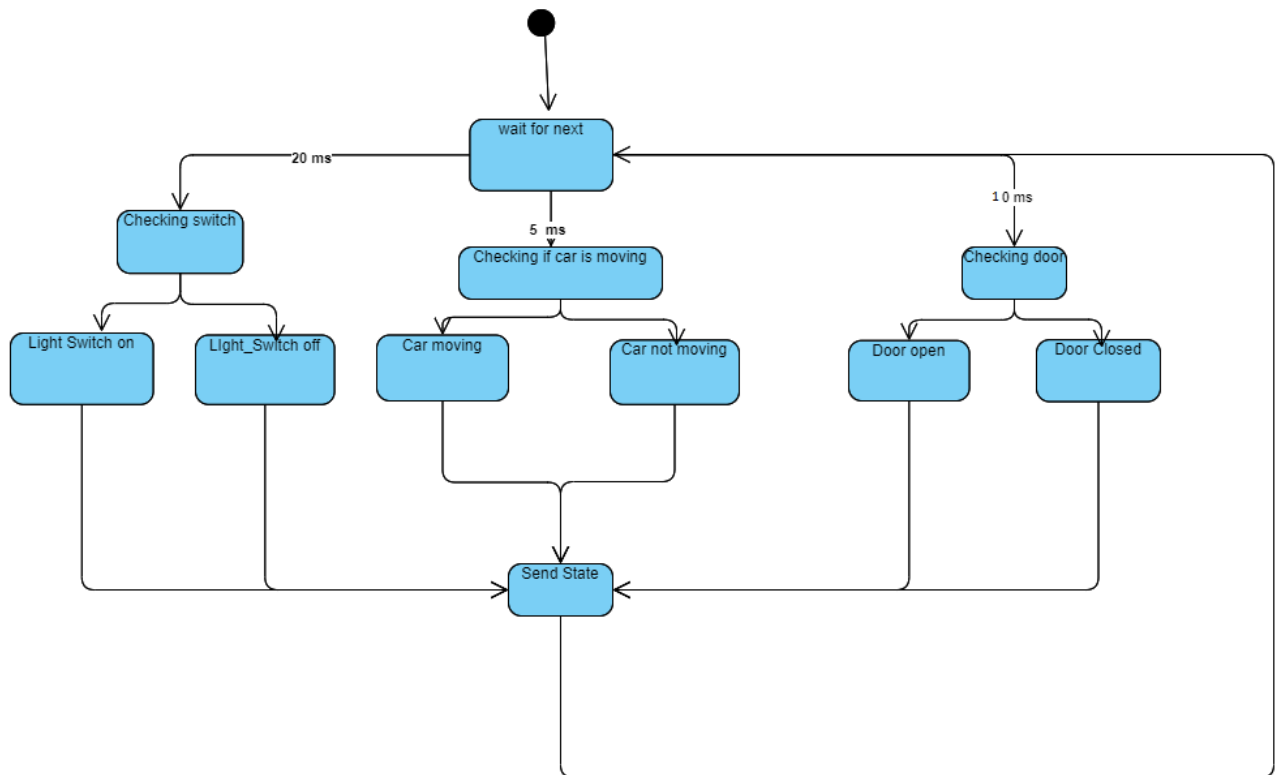 wait for next
20 ms
1 0 ms
Checking switch
5 ms
Checking if car is moving
Checking door
Light Switch on
LIght_Switch off
Car moving
Car not moving
Door open
Door Closed
Send State